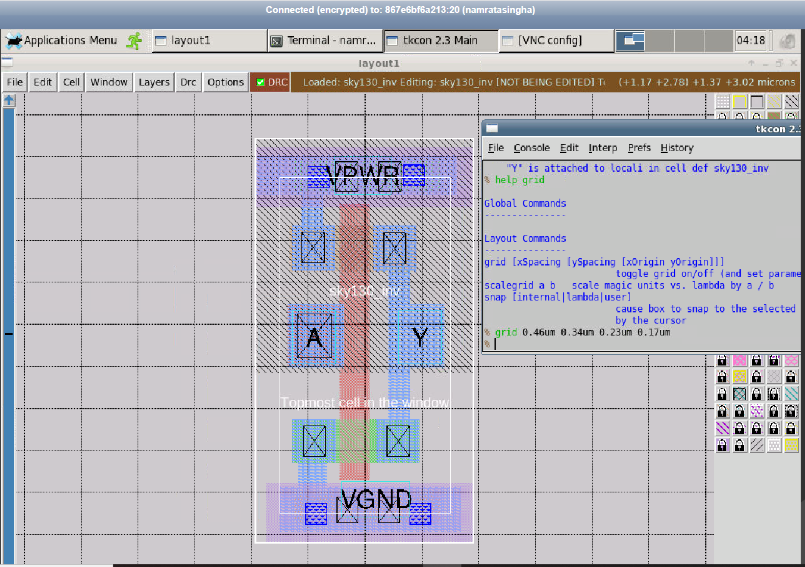 Connected (encrypted) to: 867e6bf6a213:20 (namratasingha)
Applications Menu
layout1
Terminal - namr...
tkcon 2.3 Main
[VNC config]
04:18
layout1
File Edit Cell Window Layers Drc Options DRC Loaded: sky130_inv Editing: sky130_inv [NOT BEING EDITED] T (+1.17 +2.78) +1.37 +3.02 microns
VPWR
sky130_inv
A
Y
Topmost cell in the window
VGND
tkcon 2.3
File Console Edit Interp Prefs History
"Y" is attached to locali in cell def sky130_inv
% help grid
Global Commands
---------------
Layout Commands
---------------
grid [xSpacing [ySpacing [xOrigin yOrigin]]]
toggle grid on/off (and set parame
scalegrid a b scale magic units vs. lambda by a / b
snap [internal|lambda|user]
cause box to snap to the selected
by the cursor
% grid 0.46um 0.34um 0.23um 0.17um
%